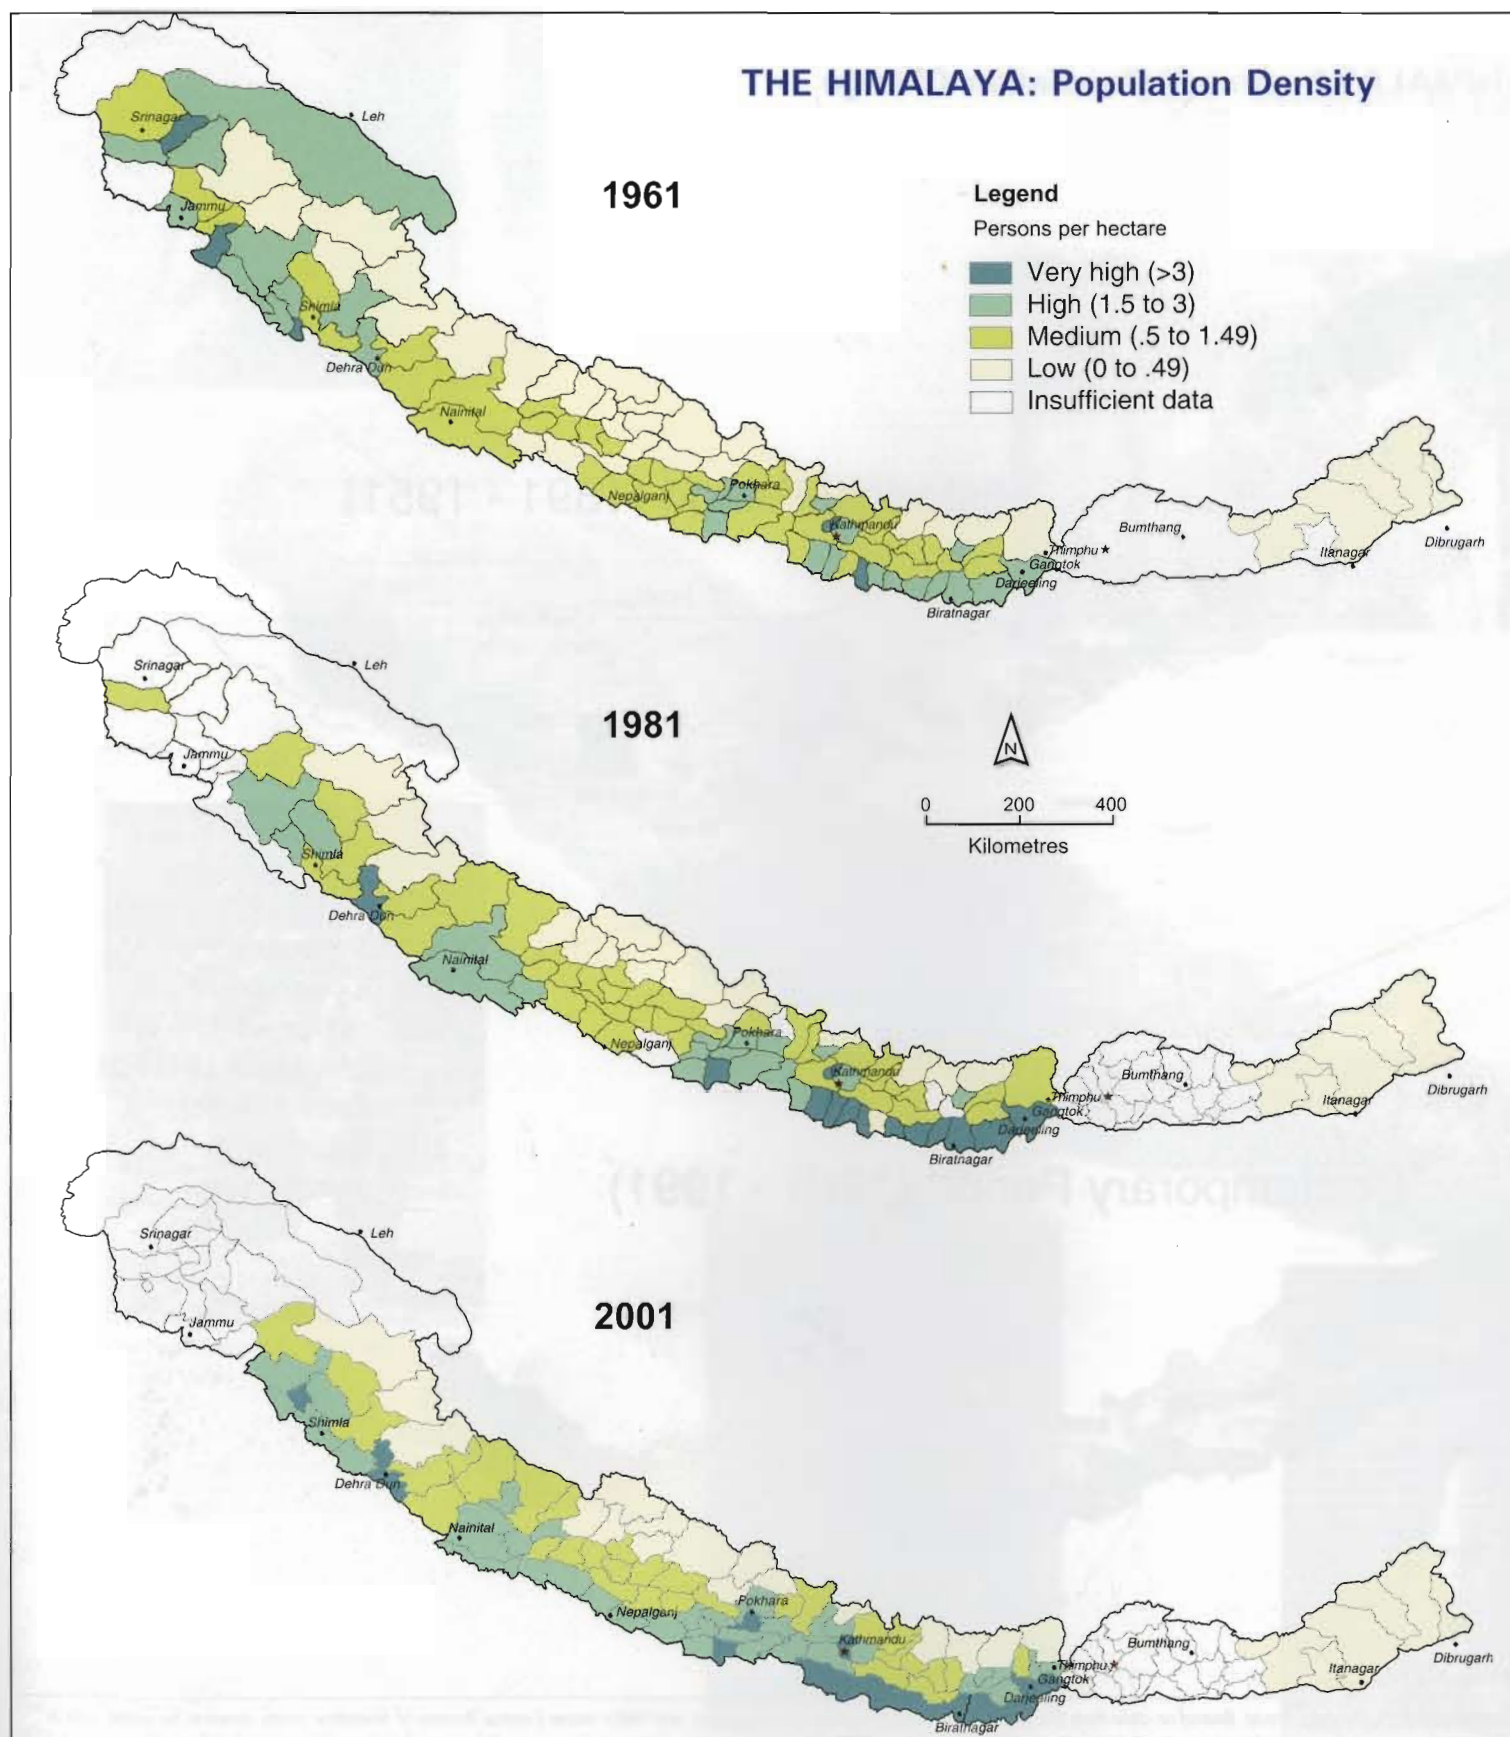 THE HIMALAYA: Population Density
1961
Legend
Persons per hectare
Very high (>3)
High (1.5 to 3)
Medium (.5 to 1.49)
Low (0 to .49)
Insufficient data
Leh
Srinagar
Jammu
Shimla
Dehra Dun
Nainital
Nepalganj
Pokhara
Kathmandu
Bumthang
Thimphu
Gangtok
Darjeeling
Biratnagar
Itanagar
Dibrugarh
1981
N
0 200 400
Kilometres
Srinagar
Leh
Jammu
Shimla
Dehra Dun
Nainital
Nepalganj
Pokhara
Kathmandu
Bumthang
Thimphu
Gangtok
Darjeeling
Biratnagar
Itanagar
Dibrugarh
2001
Srinagar
Leh
Jammu
Shimla
Dehra Dun
Nainital
Nepalganj
Pokhara
Kathmandu
Bumthang
Thimphu
Gangtok
Darjeeling
Biratnagar
Itanagar
Dibrugarh